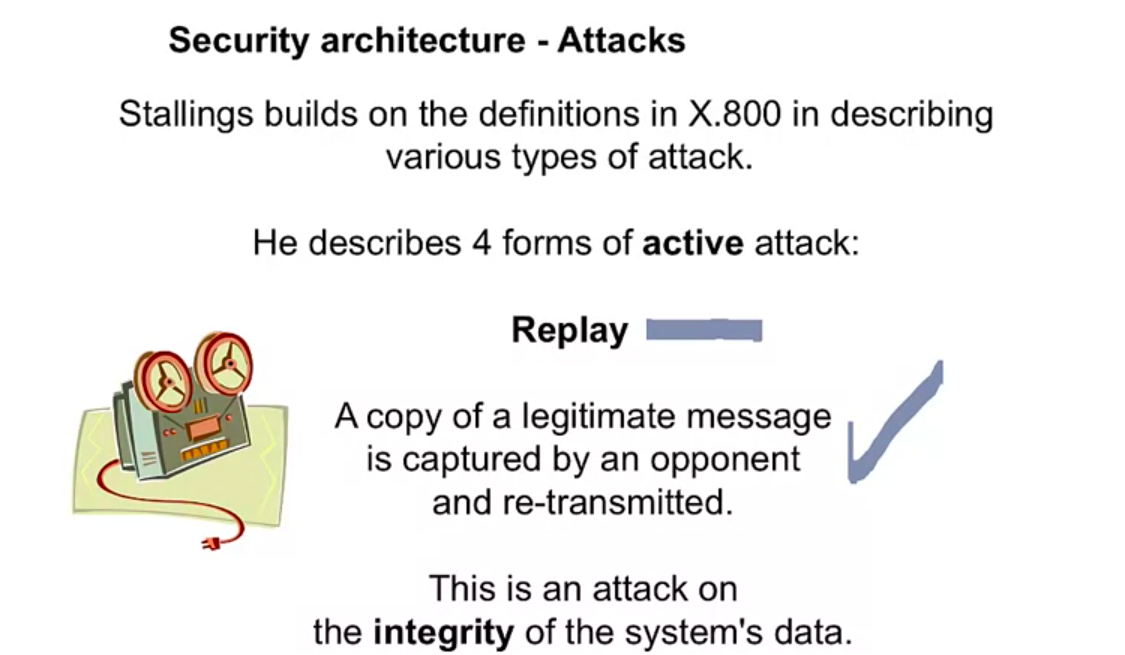 Security architecture - Attacks
Stallings builds on the definitions in X.800 in describing
various types of attack.
He describes 4 forms of active attack:
Replay
A copy of a legitimate message
is captured by an opponent
and re-transmitted.
This is an attack on
the integrity of the system's data.